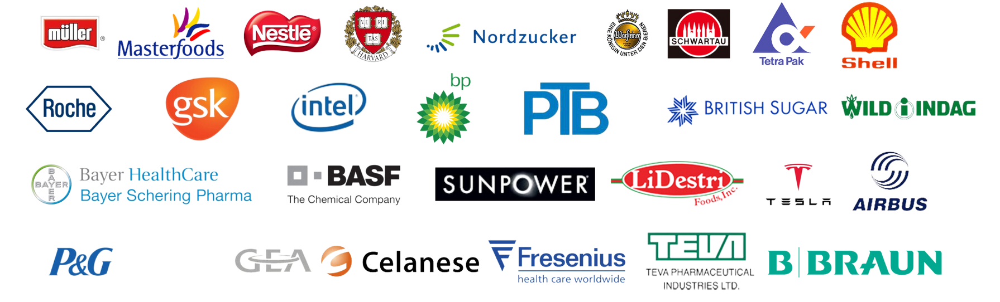 müller ®
Masterfoods
Nestlé ®
VE RI
TAS
HARVARD
Nordzucker
Warsteiner
EINE KÖNIGIN UNTER DEN BIEREN
SCHWARTAU
Tetra Pak
Shell
Roche
gsk
intel
bp
PTB
BRITISH SUGAR
WILD i INDAG
BAYER
BAYER
Bayer HealthCare
Bayer Schering Pharma
BASF
The Chemical Company
SUNPOWER®
LiDestri
Foods, Inc.
TESLA
AIRBUS
P&G
GEA
Celanese
Fresenius
health care worldwide
TEVA
TEVA PHARMACEUTICAL
INDUSTRIES LTD.
B|BRAUN